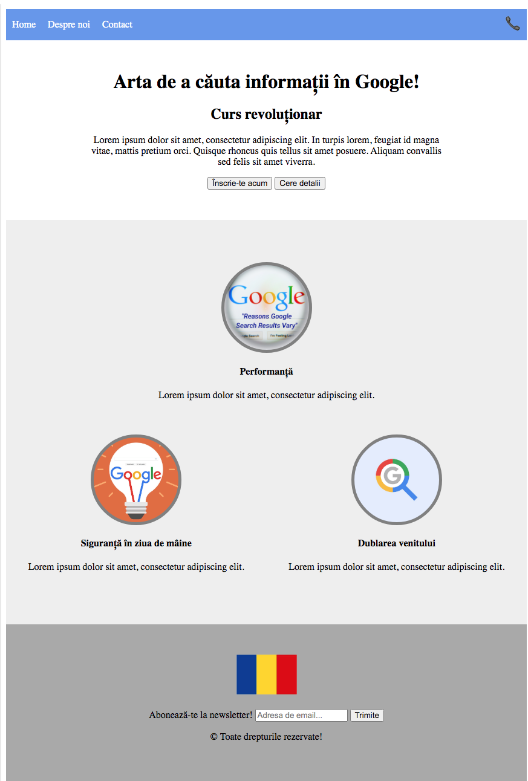 Home Despre noi Contact
Arta de a căuta informații în Google!
Curs revoluționar
Lorem ipsum dolor sit amet, consectetur adipiscing elit. In turpis lorem, feugiat id magna
vitae, mattis pretium orci. Quisque rhoncus quis tellus sit amet posuere. Aliquam convallis
sed felis sit amet viverra.
Înscrie-te acum Cere detalii
Google
"Reasons Google
Search Results Vary"
Performanță
Lorem ipsum dolor sit amet, consectetur adipiscing elit.
Google
G
Siguranță în ziua de mâine Dublarea venitului
Lorem ipsum dolor sit amet, consectetur adipiscing elit. Lorem ipsum dolor sit amet, consectetur adipiscing elit.
Abonează-te la newsletter! Adresa de email... Trimite
© Toate drepturile rezervate!